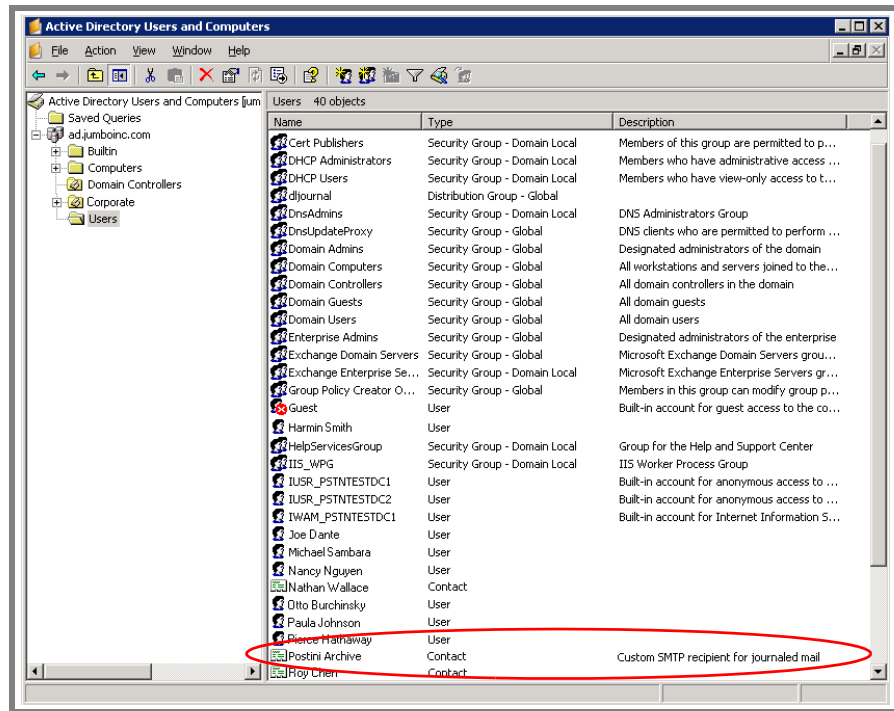 Active Directory Users and Computers
File Action View Window Help
Active Directory Users and Computers [jum
Saved Queries
ad.jumboinc.com
Builtin
Computers
Domain Controllers
Corporate
Users
Users 40 objects
Name Type Description
Cert Publishers Security Group - Domain Local Members of this group are permitted to p...
DHCP Administrators Security Group - Domain Local Members who have administrative access ...
DHCP Users Security Group - Domain Local Members who have view-only access to t...
dljournal Distribution Group - Global
DnsAdmins Security Group - Domain Local DNS Administrators Group
DnsUpdateProxy Security Group - Global DNS clients who are permitted to perform ...
Domain Admins Security Group - Global Designated administrators of the domain
Domain Computers Security Group - Global All workstations and servers joined to the...
Domain Controllers Security Group - Global All domain controllers in the domain
Domain Guests Security Group - Global All domain guests
Domain Users Security Group - Global All domain users
Enterprise Admins Security Group - Global Designated administrators of the enterprise
Exchange Domain Servers Security Group - Global Microsoft Exchange Domain Servers grou...
Exchange Enterprise Se... Security Group - Domain Local Microsoft Exchange Enterprise Servers gr...
Group Policy Creator O... Security Group - Global Members in this group can modify group p...
Guest User Built-in account for guest access to the co...
Harmin Smith User
HelpServicesGroup Security Group - Domain Local Group for the Help and Support Center
IIS_WPG Security Group - Domain Local IIS Worker Process Group
IUSR_PSTNTESTDC1 User Built-in account for anonymous access to ...
IUSR_PSTNTESTDC2 User Built-in account for anonymous access to ...
IWAM_PSTNTESTDC1 User Built-in account for Internet Information S...
Joe Dante User
Michael Sambara User
Nancy Nguyen User
Nathan Wallace Contact
Otto Burchinsky User
Paula Johnson User
Pierce Hathaway User
Postini Archive Contact Custom SMTP recipient for journaled mail
Roy Chen Contact